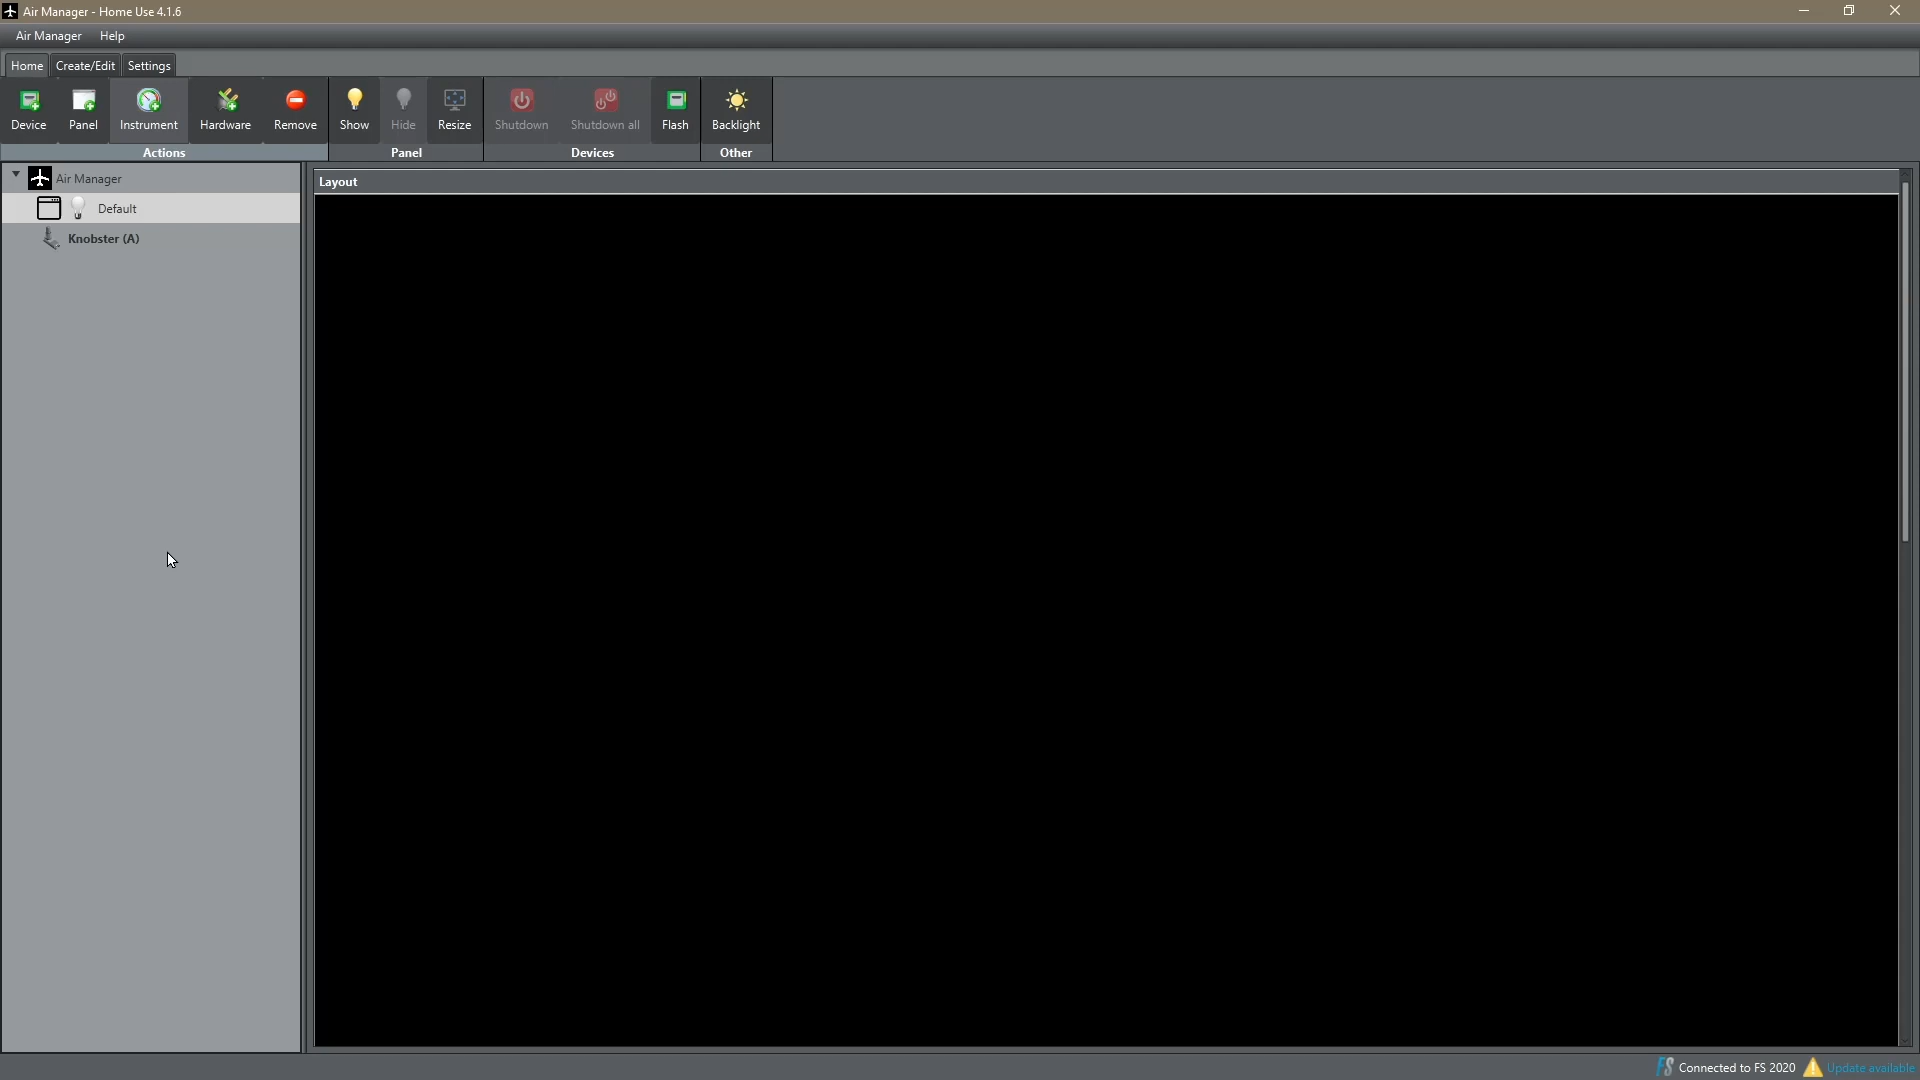 Air Manager - Home Use 4.1.6
Air Manager Help
Home Create/Edit Settings
Device Panel Instrument Hardware Remove Show Hide Resize Shutdown Shutdown all Flash Backlight
Actions Panel Devices Other
Air Manager
Default
Knobster (A)
Layout
FS Connected to FS 2020 Update available